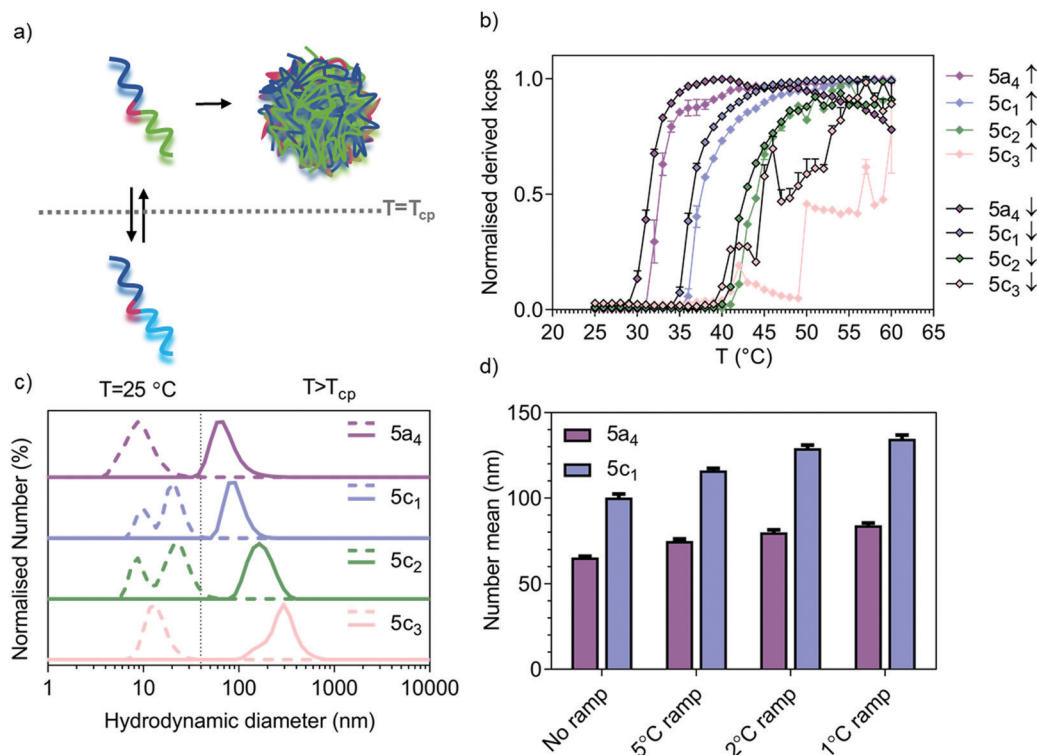 a)
T=Tcp
b)
Normalised derived kcps
1.0
0.5
0.0
20 25 30 35 40 45 50 55 60 65
T (°C)
5a4 ↑
5c1 ↑
5c2 ↑
5c3 ↑
5a4 ↓
5c1 ↓
5c2 ↓
5c3 ↓
c)
T=25 °C T>Tcp
Normalised Number (%)
5a4
5c1
5c2
5c3
1 10 100 1000 10000
Hydrodynamic diameter (nm)
d)
Number mean (nm)
150
100
50
0
5a4
5c1
No ramp 5°C ramp 2°C ramp 1°C ramp